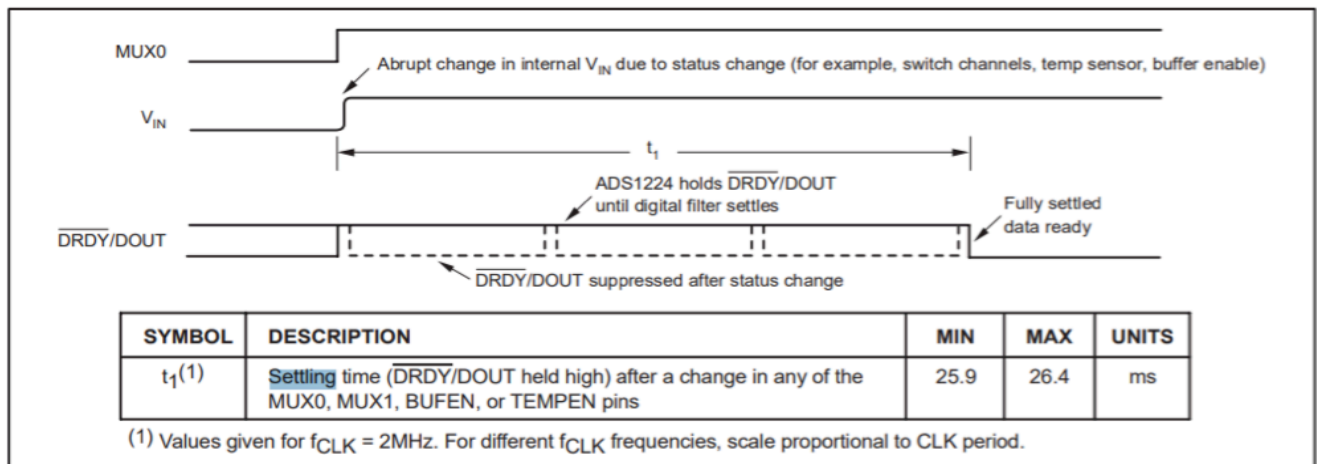 MUX0
Abrupt change in internal VIN due to status change (for example, switch channels, temp sensor, buffer enable)
VIN
t1
ADS1224 holds DRDY/DOUT
until digital filter settles
Fully settled
data ready
DRDY/DOUT
DRDY/DOUT suppressed after status change
SYMBOL DESCRIPTION MIN MAX UNITS
t1(1) Settling time (DRDY/DOUT held high) after a change in any of the 25.9 26.4 ms
MUX0, MUX1, BUFEN, or TEMPEN pins
(1) Values given for fCLK = 2MHz. For different fCLK frequencies, scale proportional to CLK period.